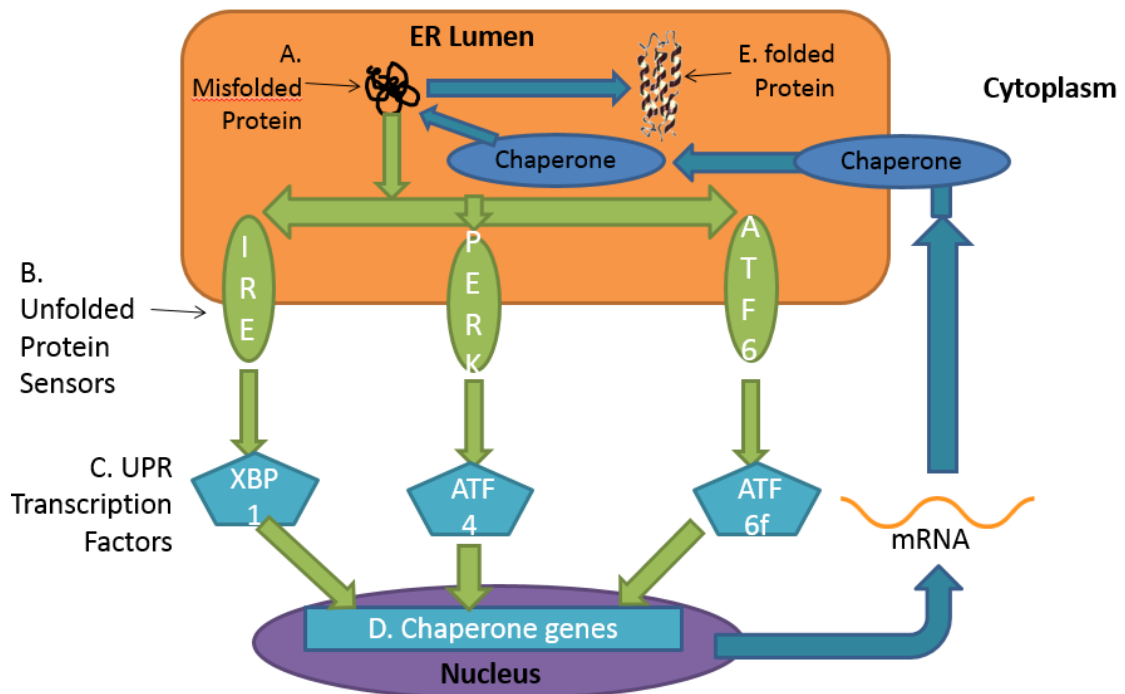 ER Lumen
A.
Misfolded
Protein
E. folded
Protein
Cytoplasm
Chaperone
Chaperone
I
R
E
P
E
R
K
A
T
F
6
B.
Unfolded
Protein
Sensors
C. UPR
Transcription
Factors
XBP
1
ATF
4
ATF
6f
mRNA
D. Chaperone genes
Nucleus